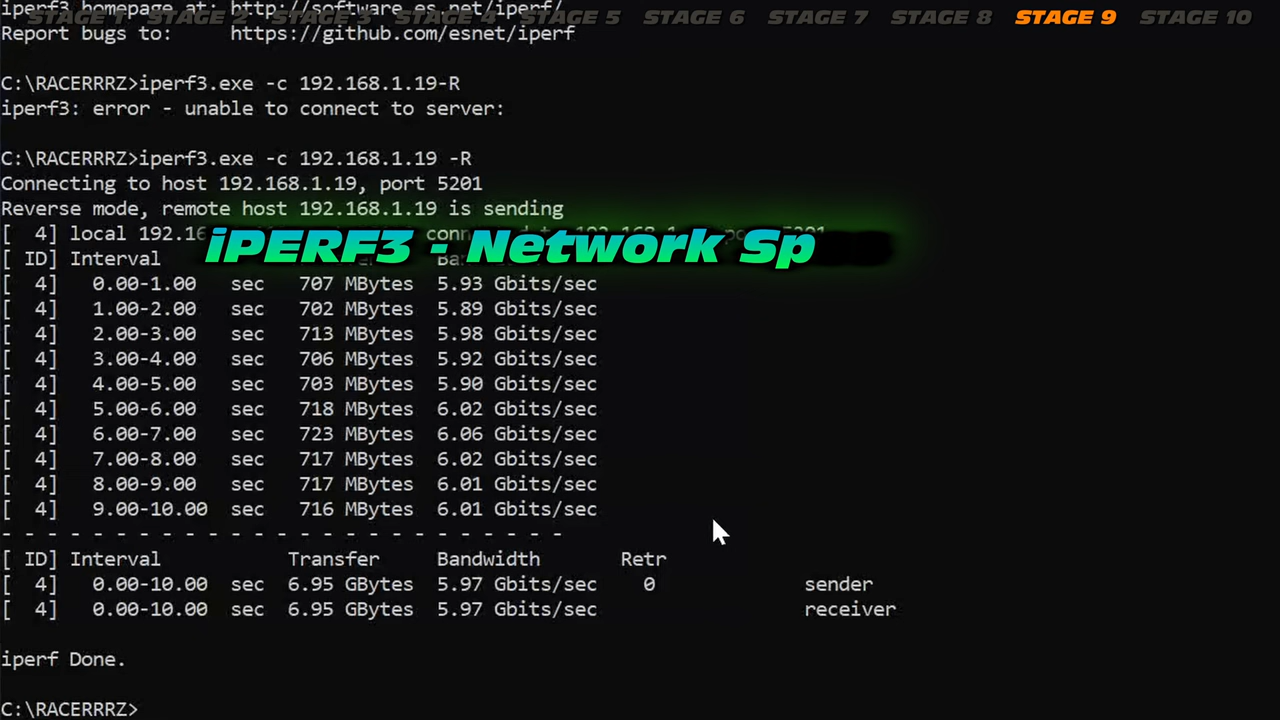 STAGE 1 STAGE 2 STAGE 3 STAGE 4 STAGE 5 STAGE 6 STAGE 7 STAGE 8 STAGE 9 STAGE 10
iperf3 homepage at: http://software.es.net/iperf/
Report bugs to:     https://github.com/esnet/iperf
C:\RACERRRZ>iperf3.exe -c 192.168.1.19-R
iperf3: error - unable to connect to server:
C:\RACERRRZ>iperf3.exe -c 192.168.1.19 -R
Connecting to host 192.168.1.19, port 5201
Reverse mode, remote host 192.168.1.19 is sending
[  4] local 192.16
iPERF3 - Network Sp
[ ID] Interval
[  4]   0.00-1.00   sec   707 MBytes  5.93 Gbits/sec
[  4]   1.00-2.00   sec   702 MBytes  5.89 Gbits/sec
[  4]   2.00-3.00   sec   713 MBytes  5.98 Gbits/sec
[  4]   3.00-4.00   sec   706 MBytes  5.92 Gbits/sec
[  4]   4.00-5.00   sec   703 MBytes  5.90 Gbits/sec
[  4]   5.00-6.00   sec   718 MBytes  6.02 Gbits/sec
[  4]   6.00-7.00   sec   723 MBytes  6.06 Gbits/sec
[  4]   7.00-8.00   sec   717 MBytes  6.02 Gbits/sec
[  4]   8.00-9.00   sec   717 MBytes  6.01 Gbits/sec
[  4]   9.00-10.00  sec   716 MBytes  6.01 Gbits/sec
- - - - - - - - - - - - - - - - - - - - - - - - -
[ ID] Interval           Transfer     Bandwidth       Retr
[  4]   0.00-10.00  sec  6.95 GBytes  5.97 Gbits/sec    0             sender
[  4]   0.00-10.00  sec  6.95 GBytes  5.97 Gbits/sec                  receiver
iperf Done.
C:\RACERRRZ>